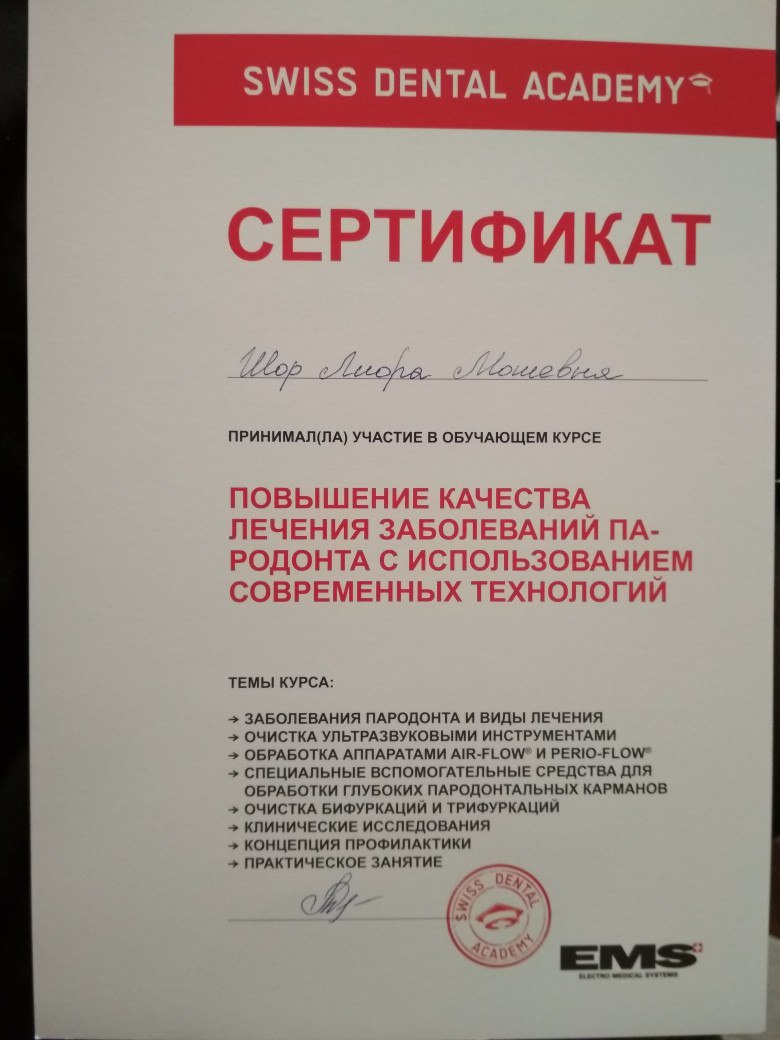 SWISS DENTAL ACADEMY
СЕРТИФИКАТ
Шор Лиора Мошевна
ПРИНИМАЛ(ЛА) УЧАСТИЕ В ОБУЧАЮЩЕМ КУРСЕ
ПОВЫШЕНИЕ КАЧЕСТВА
ЛЕЧЕНИЯ ЗАБОЛЕВАНИЙ ПА-
РОДОНТА С ИСПОЛЬЗОВАНИЕМ
СОВРЕМЕННЫХ ТЕХНОЛОГИЙ
ТЕМЫ КУРСА:
→ ЗАБОЛЕВАНИЯ ПАРОДОНТА И ВИДЫ ЛЕЧЕНИЯ
→ ОЧИСТКА УЛЬТРАЗВУКОВЫМИ ИНСТРУМЕНТАМИ
→ ОБРАБОТКА АППАРАТАМИ AIR-FLOW® И PERIO-FLOW®
→ СПЕЦИАЛЬНЫЕ ВСПОМОГАТЕЛЬНЫЕ СРЕДСТВА ДЛЯ
ОБРАБОТКИ ГЛУБОКИХ ПАРОДОНТАЛЬНЫХ КАРМАНОВ
→ ОЧИСТКА БИФУРКАЦИЙ И ТРИФУРКАЦИЙ
→ КЛИНИЧЕСКИЕ ИССЛЕДОВАНИЯ
→ КОНЦЕПЦИЯ ПРОФИЛАКТИКИ
→ ПРАКТИЧЕСКОЕ ЗАНЯТИЕ
SWISS DENTAL
ACADEMY
EMS
ELECTRO MEDICAL SYSTEMS